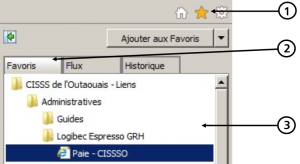 1
Ajouter aux Favoris
2
Favoris Flux Historique
CISSS de l'Outaouais - Liens
Administratives
Guides
Logibec Espresso GRH
3
Paie - CISSSO